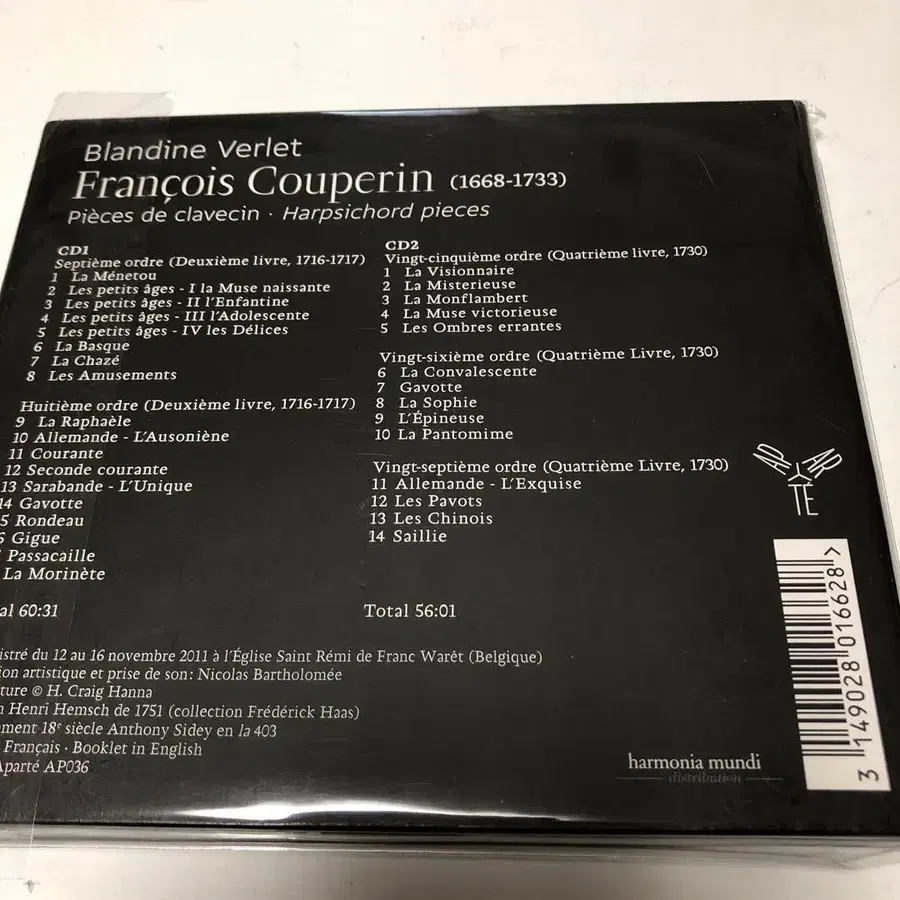 Blandine Verlet
François Couperin (1668-1733)
Pièces de clavecin · Harpsichord pieces
CD1
Septième ordre (Deuxième livre, 1716-1717)
1 La Ménetou
2 Les petits âges - I la Muse naissante
3 Les petits âges - II l'Enfantine
4 Les petits âges - III l'Adolescente
5 Les petits âges - IV les Délices
6 La Basque
7 La Chazé
8 Les Amusements
Huitième ordre (Deuxième livre, 1716-1717)
9 La Raphaèle
10 Allemande - L'Ausoniène
11 Courante
12 Seconde courante
13 Sarabande - L'Unique
14 Gavotte
5 Rondeau
6 Gigue
Passacaille
La Morinète
al 60:31
CD2
Vingt-cinquième ordre (Quatrième livre, 1730)
1 La Visionnaire
2 La Misterieuse
3 La Monflambert
4 La Muse victorieuse
5 Les Ombres errantes
Vingt-sixième ordre (Quatrième Livre, 1730)
6 La Convalescente
7 Gavotte
8 La Sophie
9 L'Épineuse
10 La Pantomime
Vingt-septième ordre (Quatrième Livre, 1730)
11 Allemande - L'Exquise
12 Les Pavots
13 Les Chinois
14 Saillie
Total 56:01
istré du 12 au 16 novembre 2011 à l'Église Saint Rémi de Franc Warêt (Belgique)
ion artistique et prise de son: Nicolas Bartholomée
ture © H. Craig Hanna
n Henri Hemsch de 1751 (collection Frédérick Haas)
ment 18e siècle Anthony Sidey en la 403
Français · Booklet in English
Aparté AP036
harmonia mundi
distribution
APARTÉ
3 149028 016628 >